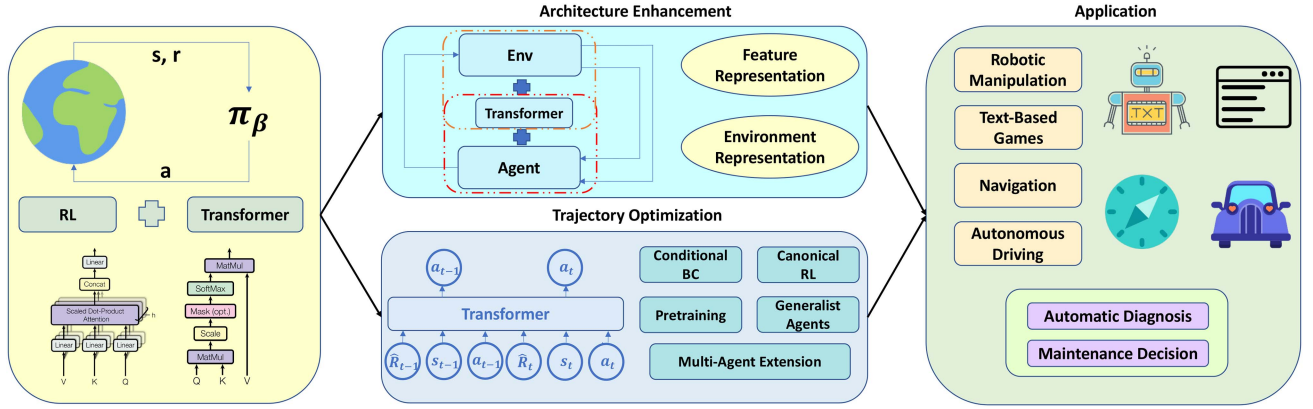 s, r
π_β
a
RL
Transformer
Linear
Concat
Scaled Dot-Product
Attention
h
Linear
Linear
Linear
V
K
Q
MatMul
SoftMax
Mask (opt.)
Scale
MatMul
Q
K
V
Architecture Enhancement
Env
Transformer
Agent
Feature
Representation
Environment
Representation
Trajectory Optimization
a_{t−1}
a_t
Transformer
R̂_{t−1}
s_{t−1}
a_{t−1}
R̂_t
s_t
a_t
Conditional
BC
Canonical
RL
Pretraining
Generalist
Agents
Multi-Agent Extension
Application
Robotic
Manipulation
Text-Based
Games
Navigation
Autonomous
Driving
.TXT
Automatic Diagnosis
Maintenance Decision